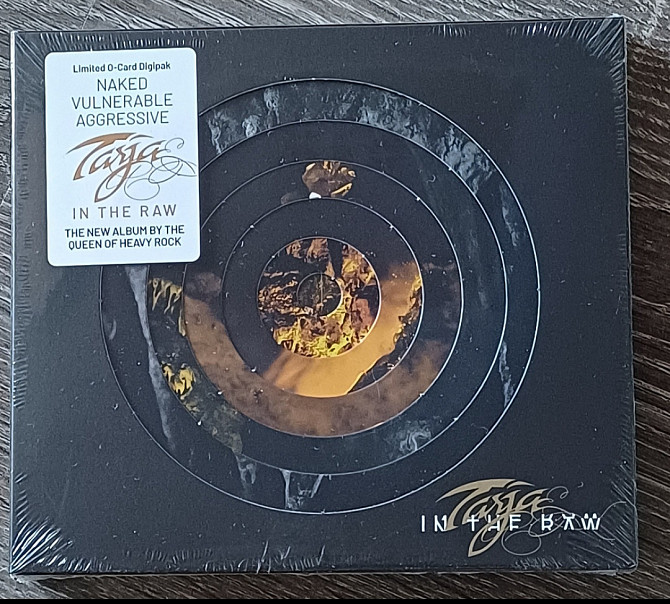 Limited O-Card Digipak
NAKED
VULNERABLE
AGGRESSIVE
Tarja
IN THE RAW
THE NEW ALBUM BY THE
QUEEN OF HEAVY ROCK
Tarja
IN THE RAW